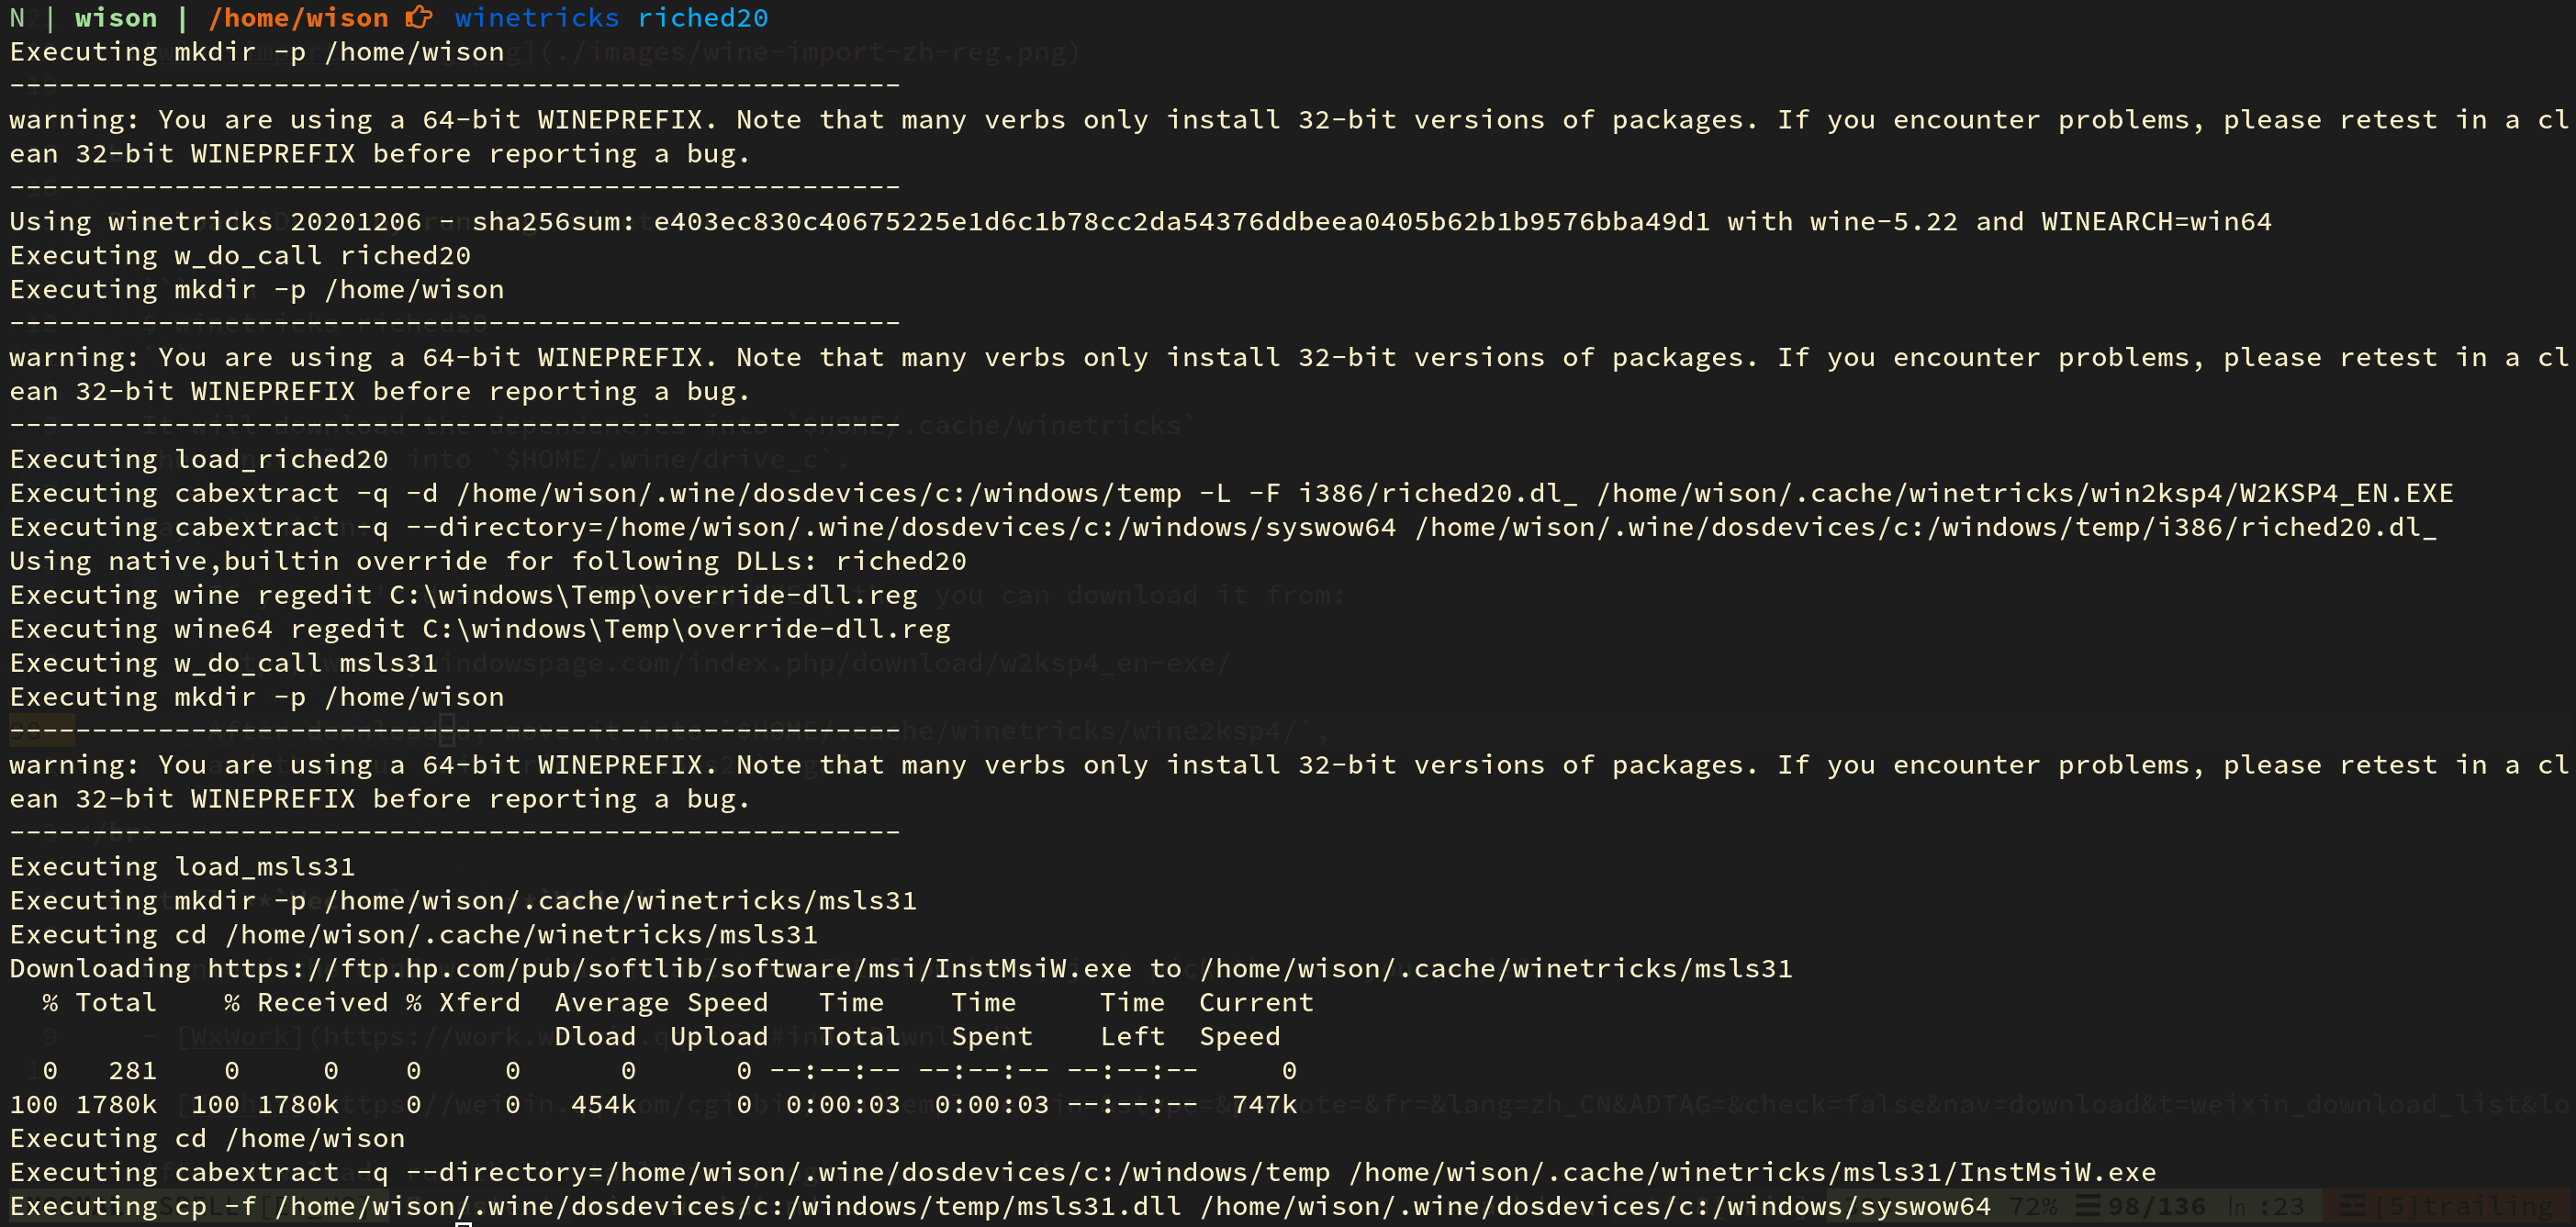 N | wison | /home/wison winetricks riched20
Executing mkdir -p /home/wison
------------------------------------------------------
warning: You are using a 64-bit WINEPREFIX. Note that many verbs only install 32-bit versions of packages. If you encounter problems, please retest in a cl
ean 32-bit WINEPREFIX before reporting a bug.
------------------------------------------------------
Using winetricks 20201206 - sha256sum: e403ec830c40675225e1d6c1b78cc2da54376ddbeea0405b62b1b9576bba49d1 with wine-5.22 and WINEARCH=win64
Executing w_do_call riched20
Executing mkdir -p /home/wison
------------------------------------------------------
warning: You are using a 64-bit WINEPREFIX. Note that many verbs only install 32-bit versions of packages. If you encounter problems, please retest in a cl
ean 32-bit WINEPREFIX before reporting a bug.
------------------------------------------------------
Executing load_riched20
Executing cabextract -q -d /home/wison/.wine/dosdevices/c:/windows/temp -L -F i386/riched20.dl_ /home/wison/.cache/winetricks/win2ksp4/W2KSP4_EN.EXE
Executing cabextract -q --directory=/home/wison/.wine/dosdevices/c:/windows/syswow64 /home/wison/.wine/dosdevices/c:/windows/temp/i386/riched20.dl_
Using native,builtin override for following DLLs: riched20
Executing wine regedit C:\windows\Temp\override-dll.reg
Executing wine64 regedit C:\windows\Temp\override-dll.reg
Executing w_do_call msls31
Executing mkdir -p /home/wison
------------------------------------------------------
warning: You are using a 64-bit WINEPREFIX. Note that many verbs only install 32-bit versions of packages. If you encounter problems, please retest in a cl
ean 32-bit WINEPREFIX before reporting a bug.
------------------------------------------------------
Executing load_msls31
Executing mkdir -p /home/wison/.cache/winetricks/msls31
Executing cd /home/wison/.cache/winetricks/msls31
Downloading https://ftp.hp.com/pub/softlib/software/msi/InstMsiW.exe to /home/wison/.cache/winetricks/msls31
% Total % Received % Xferd Average Speed Time Time Time Current
Dload Upload Total Spent Left Speed
0 281 0 0 0 0 0 0 --:--:-- --:--:-- --:--:-- 0
100 1780k 100 1780k 0 0 454k 0 0:00:03 0:00:03 --:--:-- 747k
Executing cd /home/wison
Executing cabextract -q --directory=/home/wison/.wine/dosdevices/c:/windows/temp /home/wison/.cache/winetricks/msls31/InstMsiW.exe
Executing cp -f /home/wison/.wine/dosdevices/c:/windows/temp/msls31.dll /home/wison/.wine/dosdevices/c:/windows/syswow64 72% 98/136 ln :23 [5]trailing